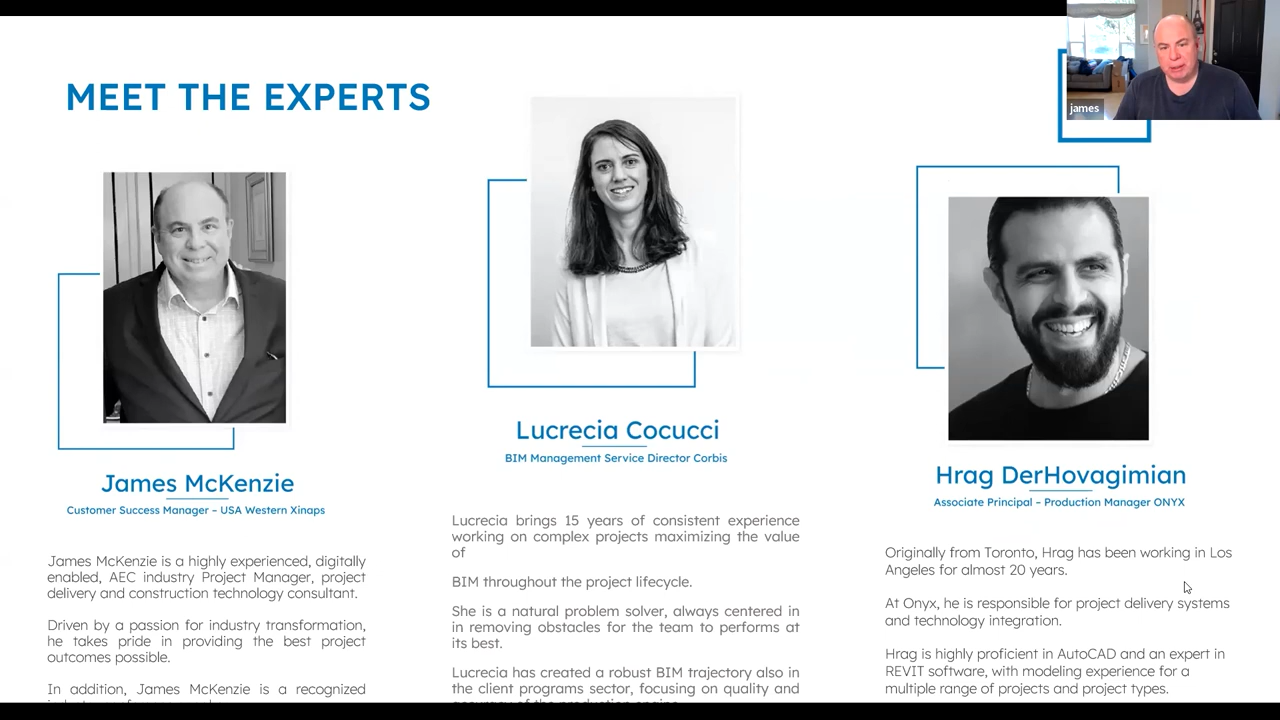 MEET THE EXPERTS
james
James McKenzie
Customer Success Manager – USA Western Xinaps
James McKenzie is a highly experienced, digitally
enabled, AEC industry Project Manager, project
delivery and construction technology consultant.
Driven by a passion for industry transformation,
he takes pride in providing the best project
outcomes possible.
In addition, James McKenzie is a recognized
Lucrecia Cocucci
BIM Management Service Director Corbis
Lucrecia brings 15 years of consistent experience
working on complex projects maximizing the value
of
BIM throughout the project lifecycle.
She is a natural problem solver, always centered in
in removing obstacles for the team to performs at
its best.
Lucrecia has created a robust BIM trajectory also in
the client programs sector, focusing on quality and
Hrag DerHovagimian
Associate Principal – Production Manager ONYX
Originally from Toronto, Hrag has been working in Los
Angeles for almost 20 years.
At Onyx, he is responsible for project delivery systems
and technology integration.
Hrag is highly proficient in AutoCAD and an expert in
REVIT software, with modeling experience for a
multiple range of projects and project types.